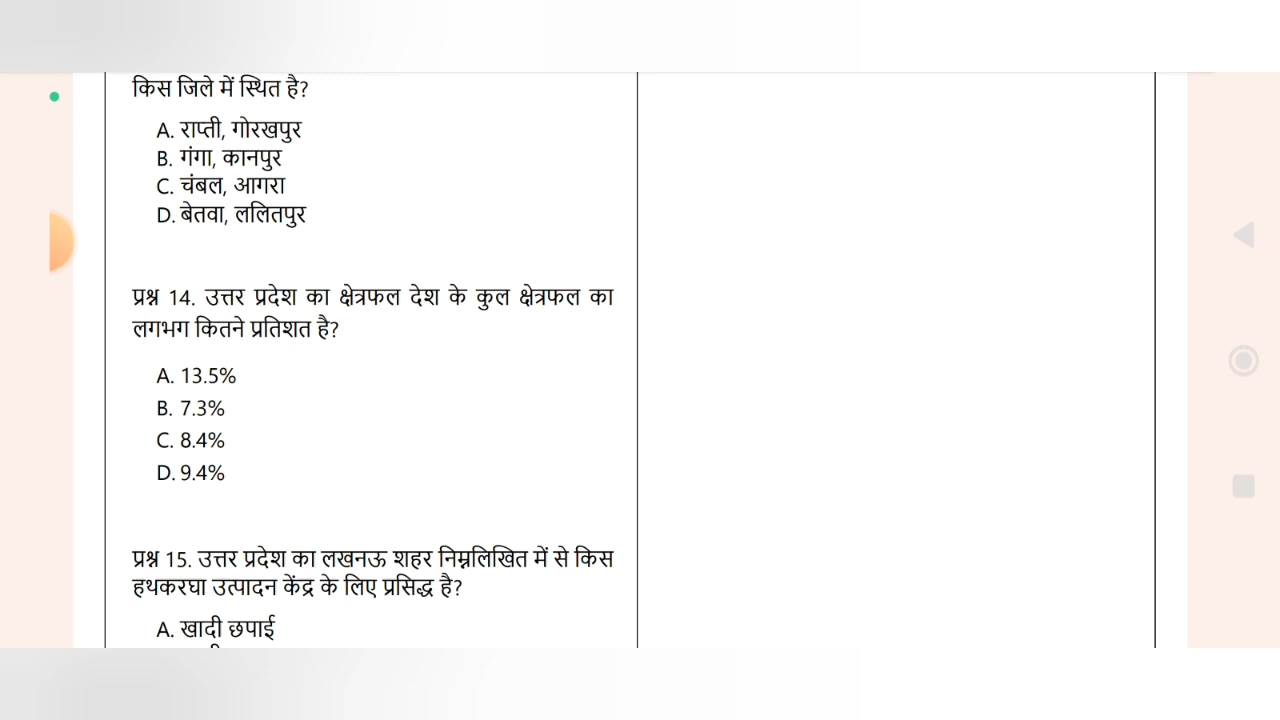 किस जिले में स्थित है?
A. राप्ती, गोरखपुर
B. गंगा, कानपुर
C. चंबल, आगरा
D. बेतवा, ललितपुर
प्रश्न 14. उत्तर प्रदेश का क्षेत्रफल देश के कुल क्षेत्रफल का
लगभग कितने प्रतिशत है?
A. 13.5%
B. 7.3%
C. 8.4%
D. 9.4%
प्रश्न 15. उत्तर प्रदेश का लखनऊ शहर निम्नलिखित में से किस
हथकरघा उत्पादन केंद्र के लिए प्रसिद्ध है?
A. खादी छपाई